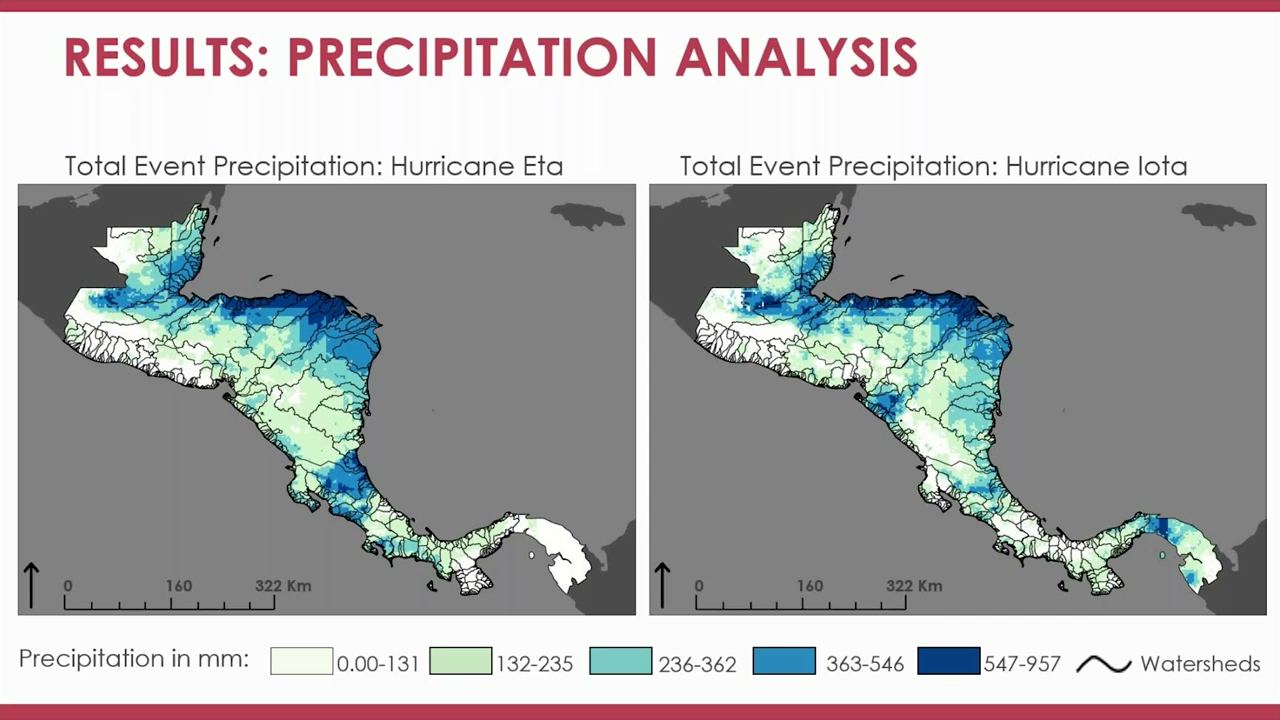 RESULTS: PRECIPITATION ANALYSIS
Total Event Precipitation: Hurricane Eta
Total Event Precipitation: Hurricane Iota
0 160 322 Km
0 160 322 Km
Precipitation in mm: 0.00-131 132-235 236-362 363-546 547-957 Watersheds